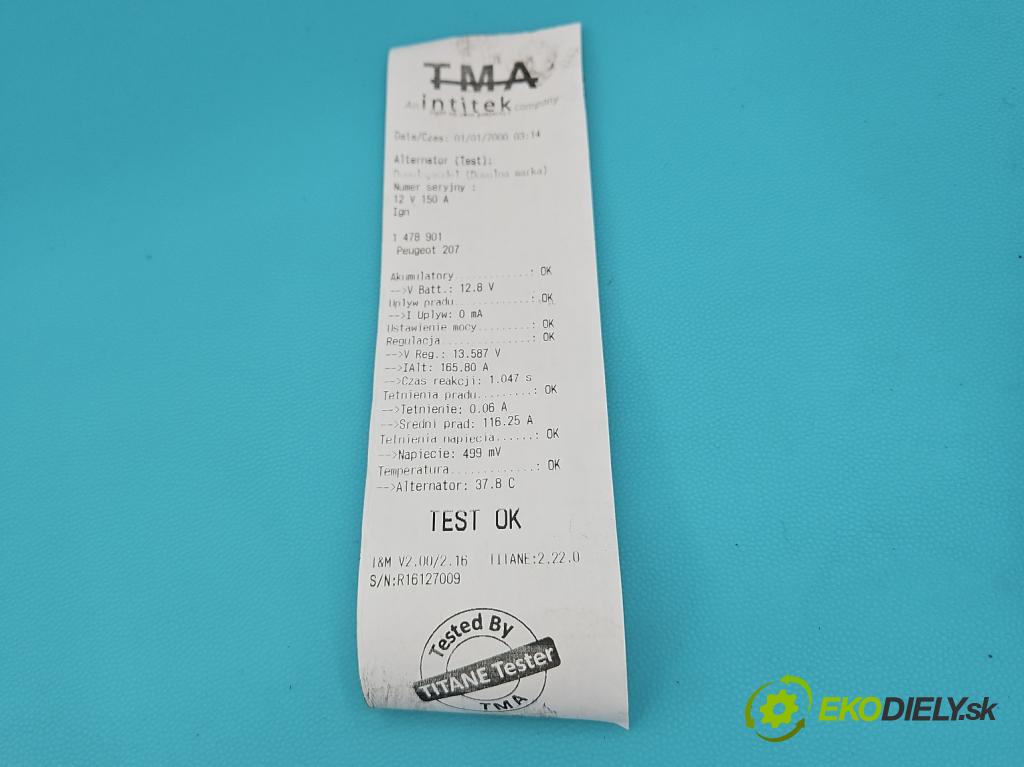 TMA
An intitek company
Data/Czas: 01/01/2000 03:14
Alternator (Test):
(Dowolna marka)
Numer seryjny :
12 V 150 A
Ign
1 478 901
Peugeot 207
Akumulatory............: OK
-->V Batt.: 12.8 V
Uplyw pradu............: OK
-->I Uplyw: 0 mA
Ustawienie mocy........: OK
Regulacja..............: OK
-->V Reg.: 13.587 V
-->IAlt: 165.80 A
-->Czas reakcji: 1.047 s
Tetnienia pradu.........: OK
-->Tetnienie: 0.06 A
-->Sredni prad: 116.25 A
Tetnienia napiecia......: OK
-->Napiecie: 499 mV
Temperatura.............: OK
-->Alternator: 37.8 C
TEST OK
T&M V2.00/2.16 TITANE:2.22.0
S/N:R16127009
Tested By
TITANE Tester
TMA
EKODIELY.sk